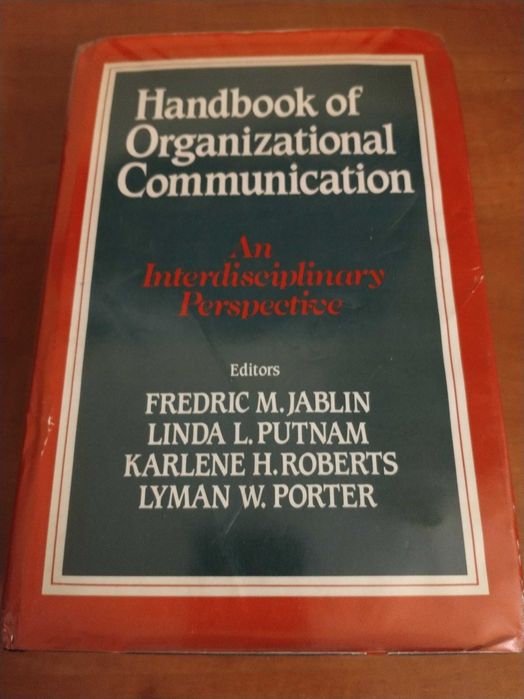 Handbook of
Organizational
Communication
An
Interdisciplinary
Perspective
Editors
FREDRIC M. JABLIN
LINDA L. PUTNAM
KARLENE H. ROBERTS
LYMAN W. PORTER